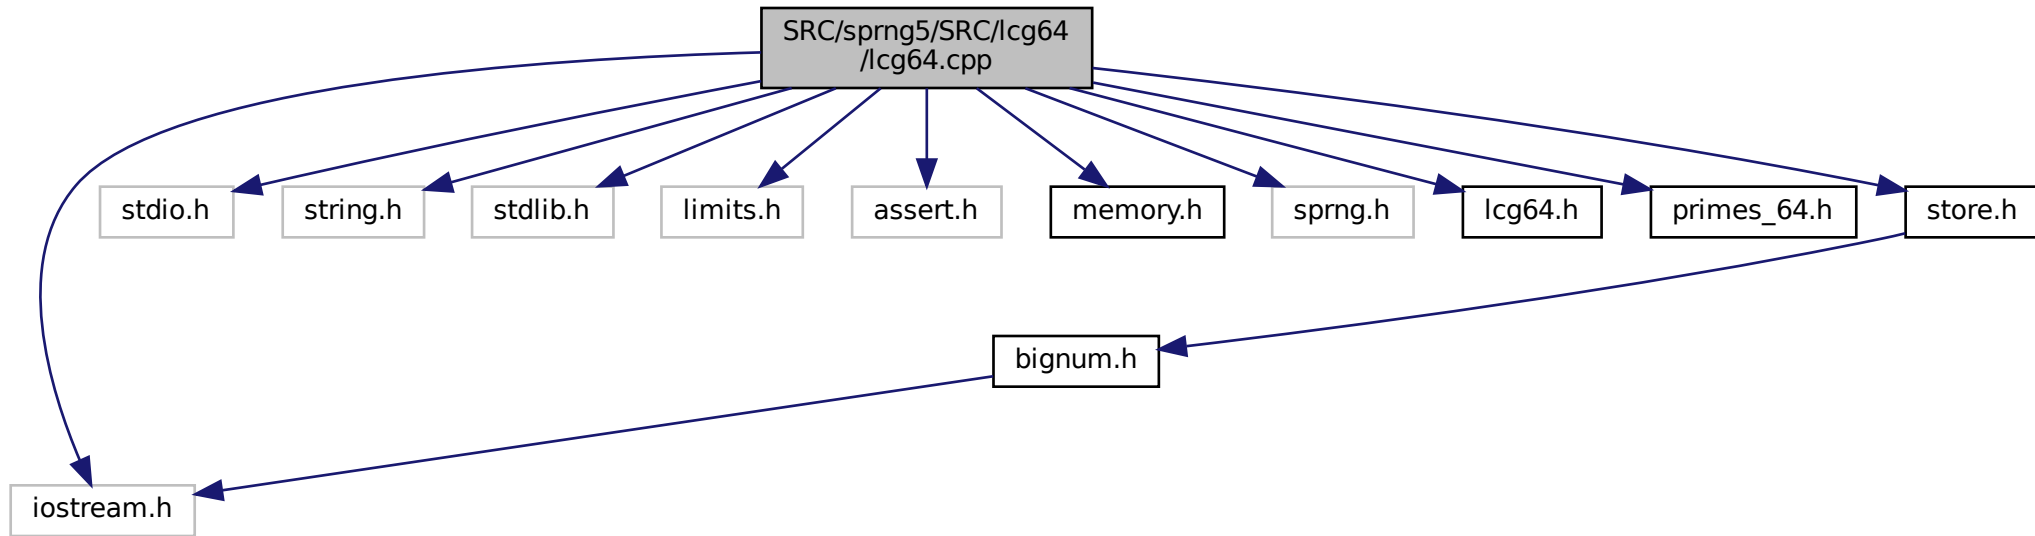 SRC/sprng5/SRC/lcg64
/lcg64.cpp
stdio.h
string.h
stdlib.h
limits.h
assert.h
memory.h
sprng.h
lcg64.h
primes_64.h
store.h
bignum.h
iostream.h